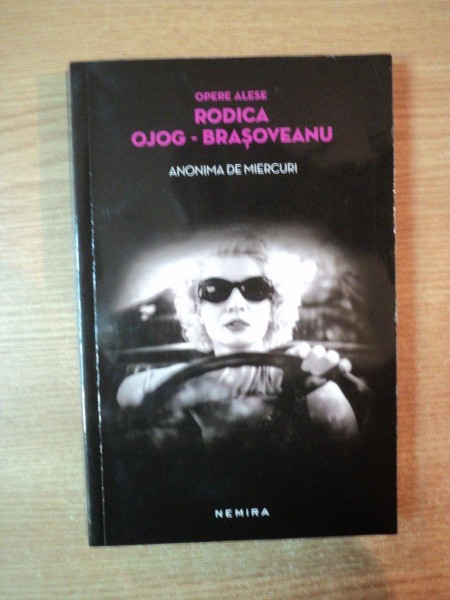 OPERE ALESE
RODICA
OJOG - BRAȘOVEANU
ANONIMA DE MIERCURI
NEMIRA